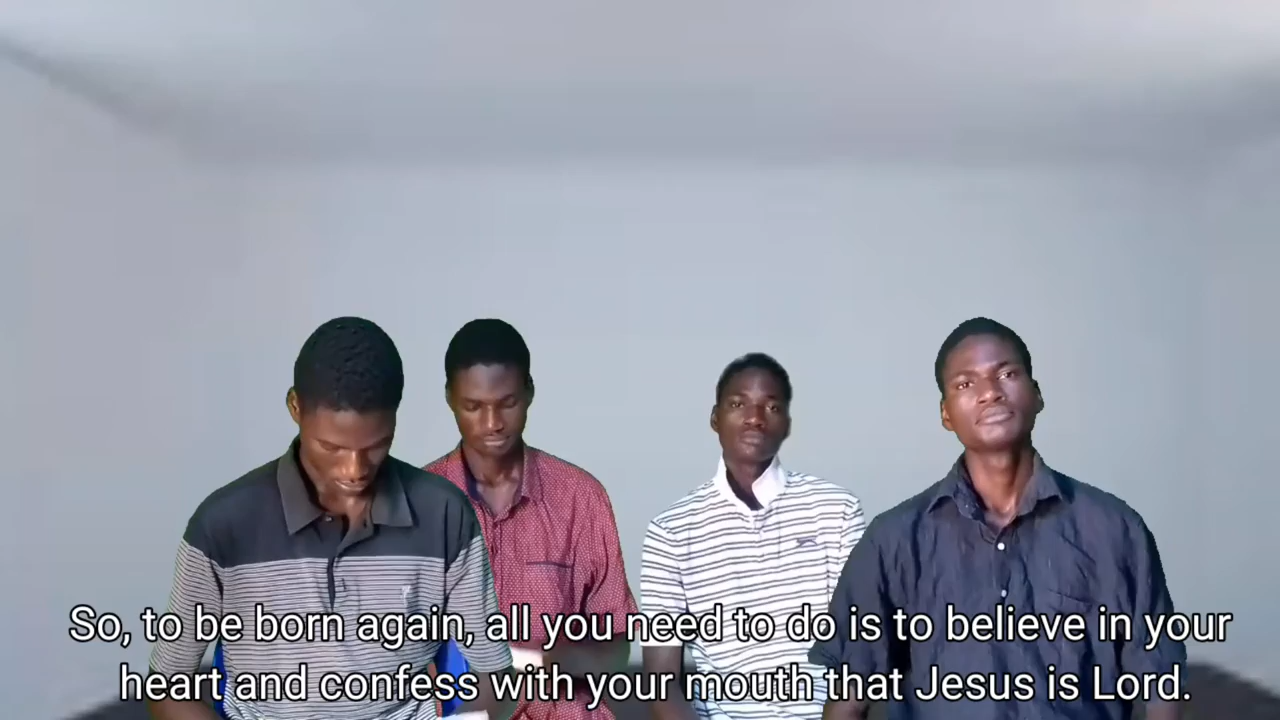 So, to be born again, all you need to do is to believe in your
heart and confess with your mouth that Jesus is Lord.